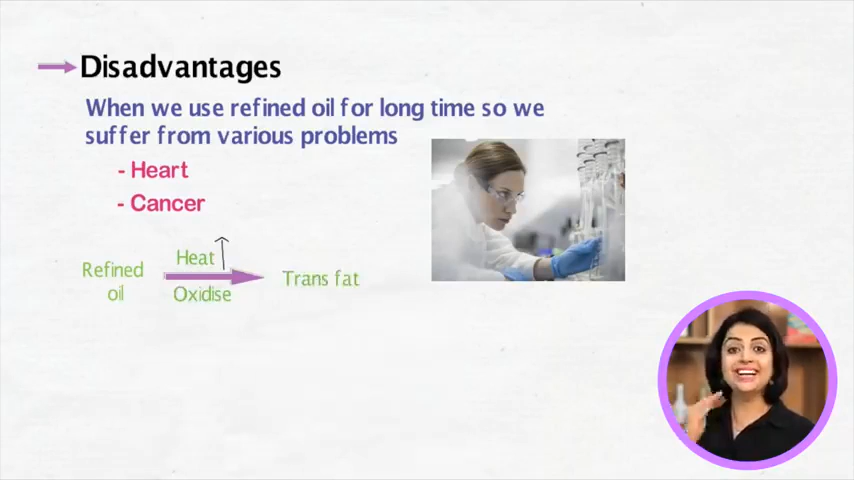 Disadvantages
When we use refined oil for long time so we
suffer from various problems
- Heart
- Cancer
Refined
oil
Heat
Oxidise
Trans fat